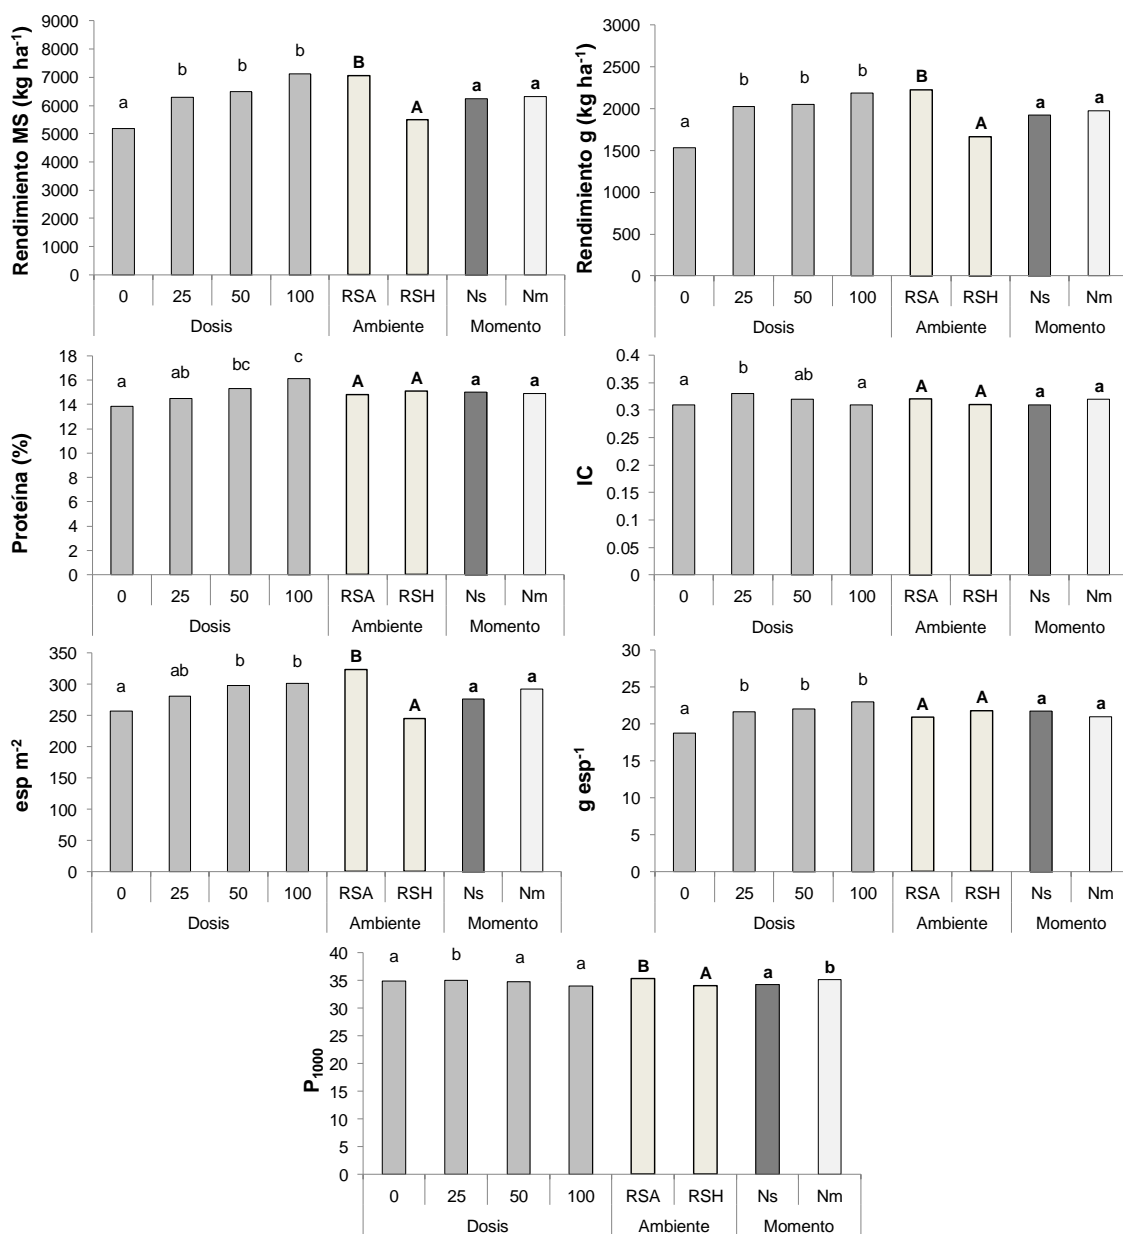 Rendimiento MS (kg ha-1)
9000
8000
7000
6000
5000
4000
3000
2000
1000
0
a b b b B A a a
0 25 50 100 RSA RSH Ns Nm
Dosis Ambiente Momento
Rendimiento g (kg ha-1)
3000
2500
2000
1500
1000
500
0
a b b b B A a a
0 25 50 100 RSA RSH Ns Nm
Dosis Ambiente Momento
Proteína (%)
18
16
14
12
10
8
6
4
2
0
a ab bc c A A a a
0 25 50 100 RSA RSH Ns Nm
Dosis Ambiente Momento
IC
0.4
0.35
0.3
0.25
0.2
0.15
0.1
0.05
0
a b ab a A A a a
0 25 50 100 RSA RSH Ns Nm
Dosis Ambiente Momento
esp m-2
350
300
250
200
150
100
50
0
a ab b b B A a a
0 25 50 100 RSA RSH Ns Nm
Dosis Ambiente Momento
g esp-1
30
25
20
15
10
5
0
a b b b A A a a
0 25 50 100 RSA RSH Ns Nm
Dosis Ambiente Momento
P1000
40
35
30
25
20
15
10
5
0
a b a a B A a b
0 25 50 100 RSA RSH Ns Nm
Dosis Ambiente Momento